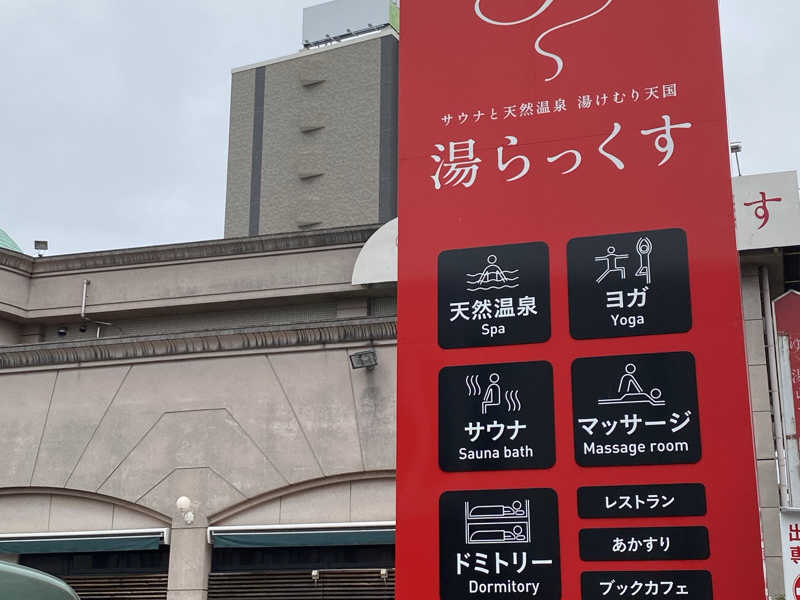 サウナと天然温泉 湯けむり天国
湯らっくす
天然温泉
Spa
ヨガ
Yoga
サウナ
Sauna bath
マッサージ
Massage room
ドミトリー
Dormitory
レストラン
あかすり
ブックカフェ
す
出
専